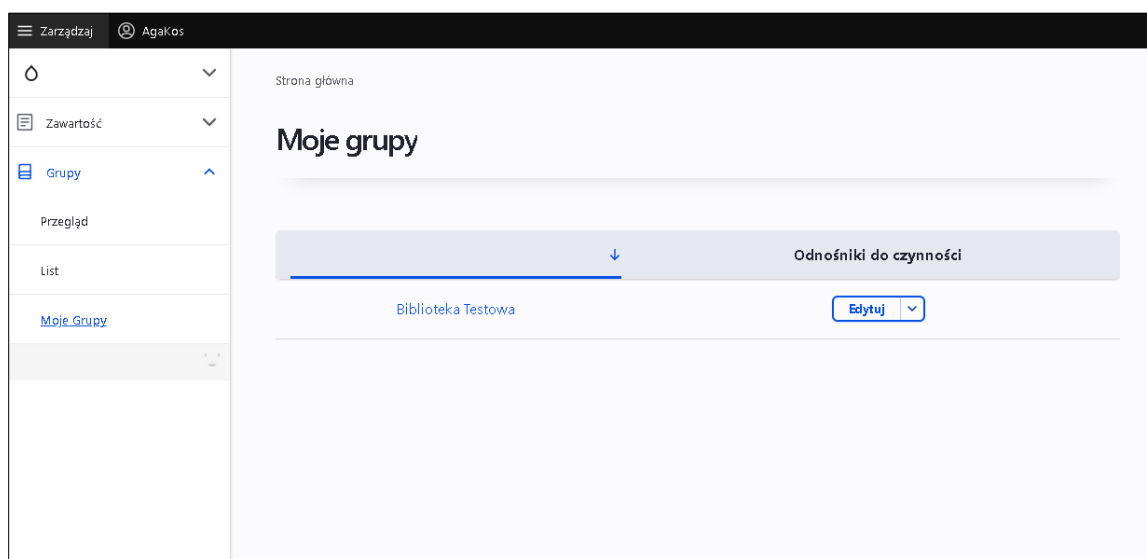 Zarządzaj AgaKos
Strona główna
Zawartość
Moje grupy
Grupy
Przegląd
Odnośniki do czynności
List
Biblioteka Testowa Edytuj
Moje Grupy